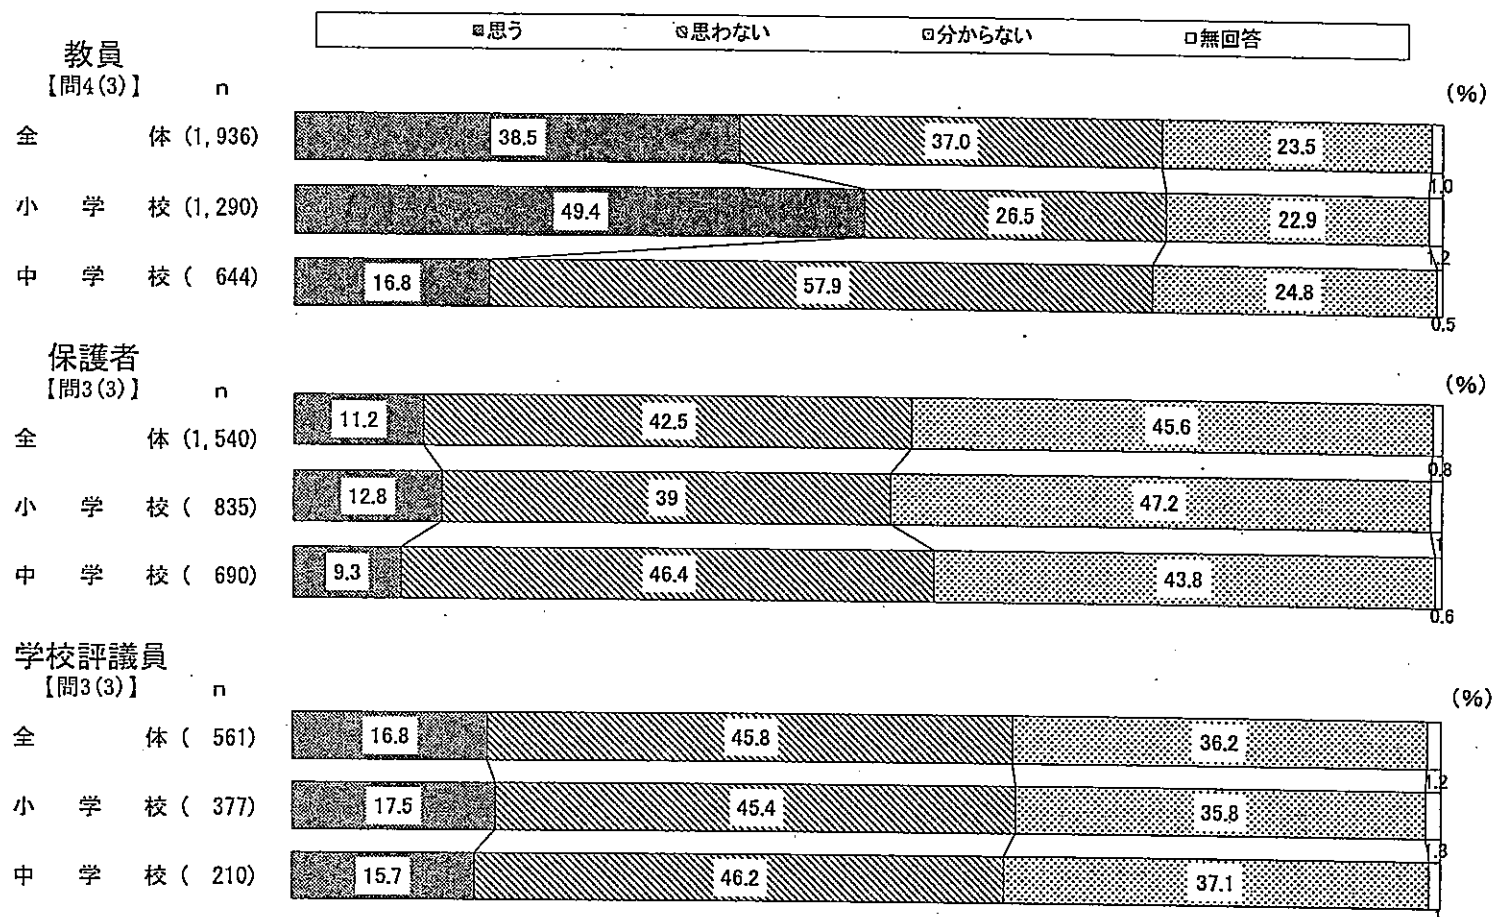 ■思う ▧思わない ▨分からない □無回答
教員
【問4(3)】 n (%)
全体(1,936) 38.5 37.0 23.5 1.0
小学校(1,290) 49.4 26.5 22.9 1.2
中学校( 644) 16.8 57.9 24.8 0.5
保護者
【問3(3)】 n (%)
全体(1,540) 11.2 42.5 45.6 0.8
小学校( 835) 12.8 39 47.2 1
中学校( 690) 9.3 46.4 43.8 0.6
学校評議員
【問3(3)】 n (%)
全体( 561) 16.8 45.8 36.2 1.2
小学校( 377) 17.5 45.4 35.8 1.3
中学校( 210) 15.7 46.2 37.1